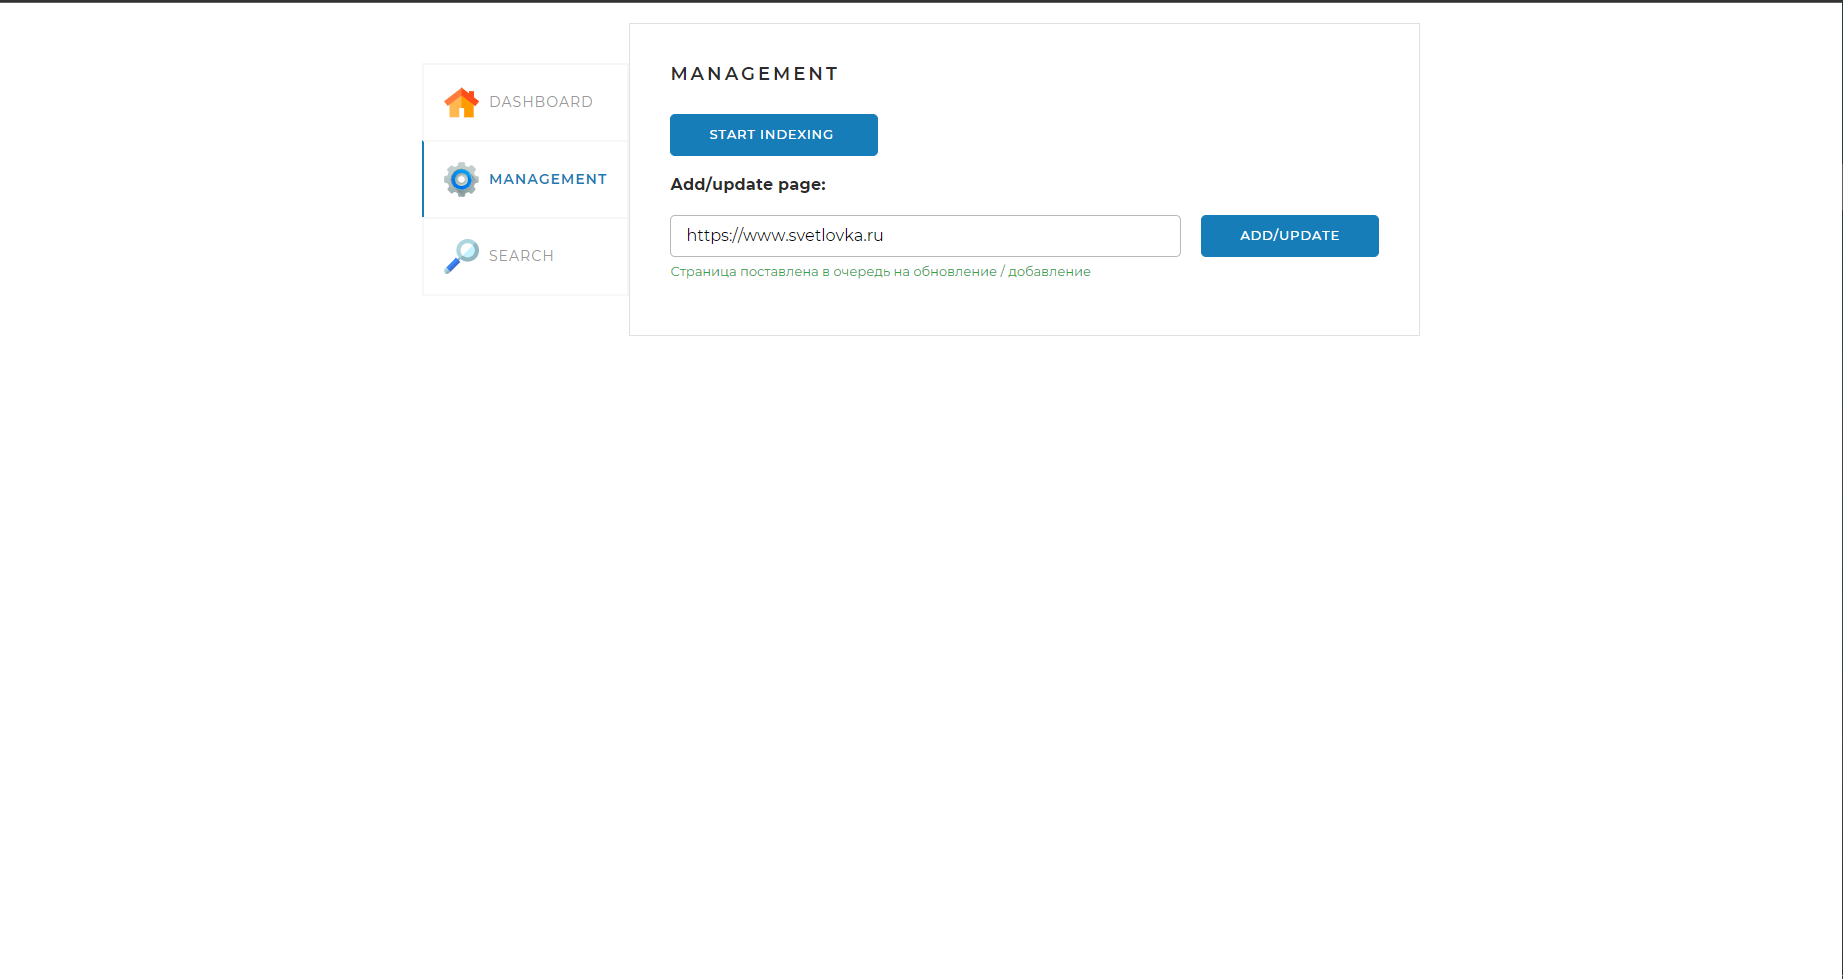 DASHBOARD
MANAGEMENT
SEARCH
MANAGEMENT
START INDEXING
Add/update page:
https://www.svetlovka.ru
ADD/UPDATE
Страница поставлена в очередь на обновление / добавление